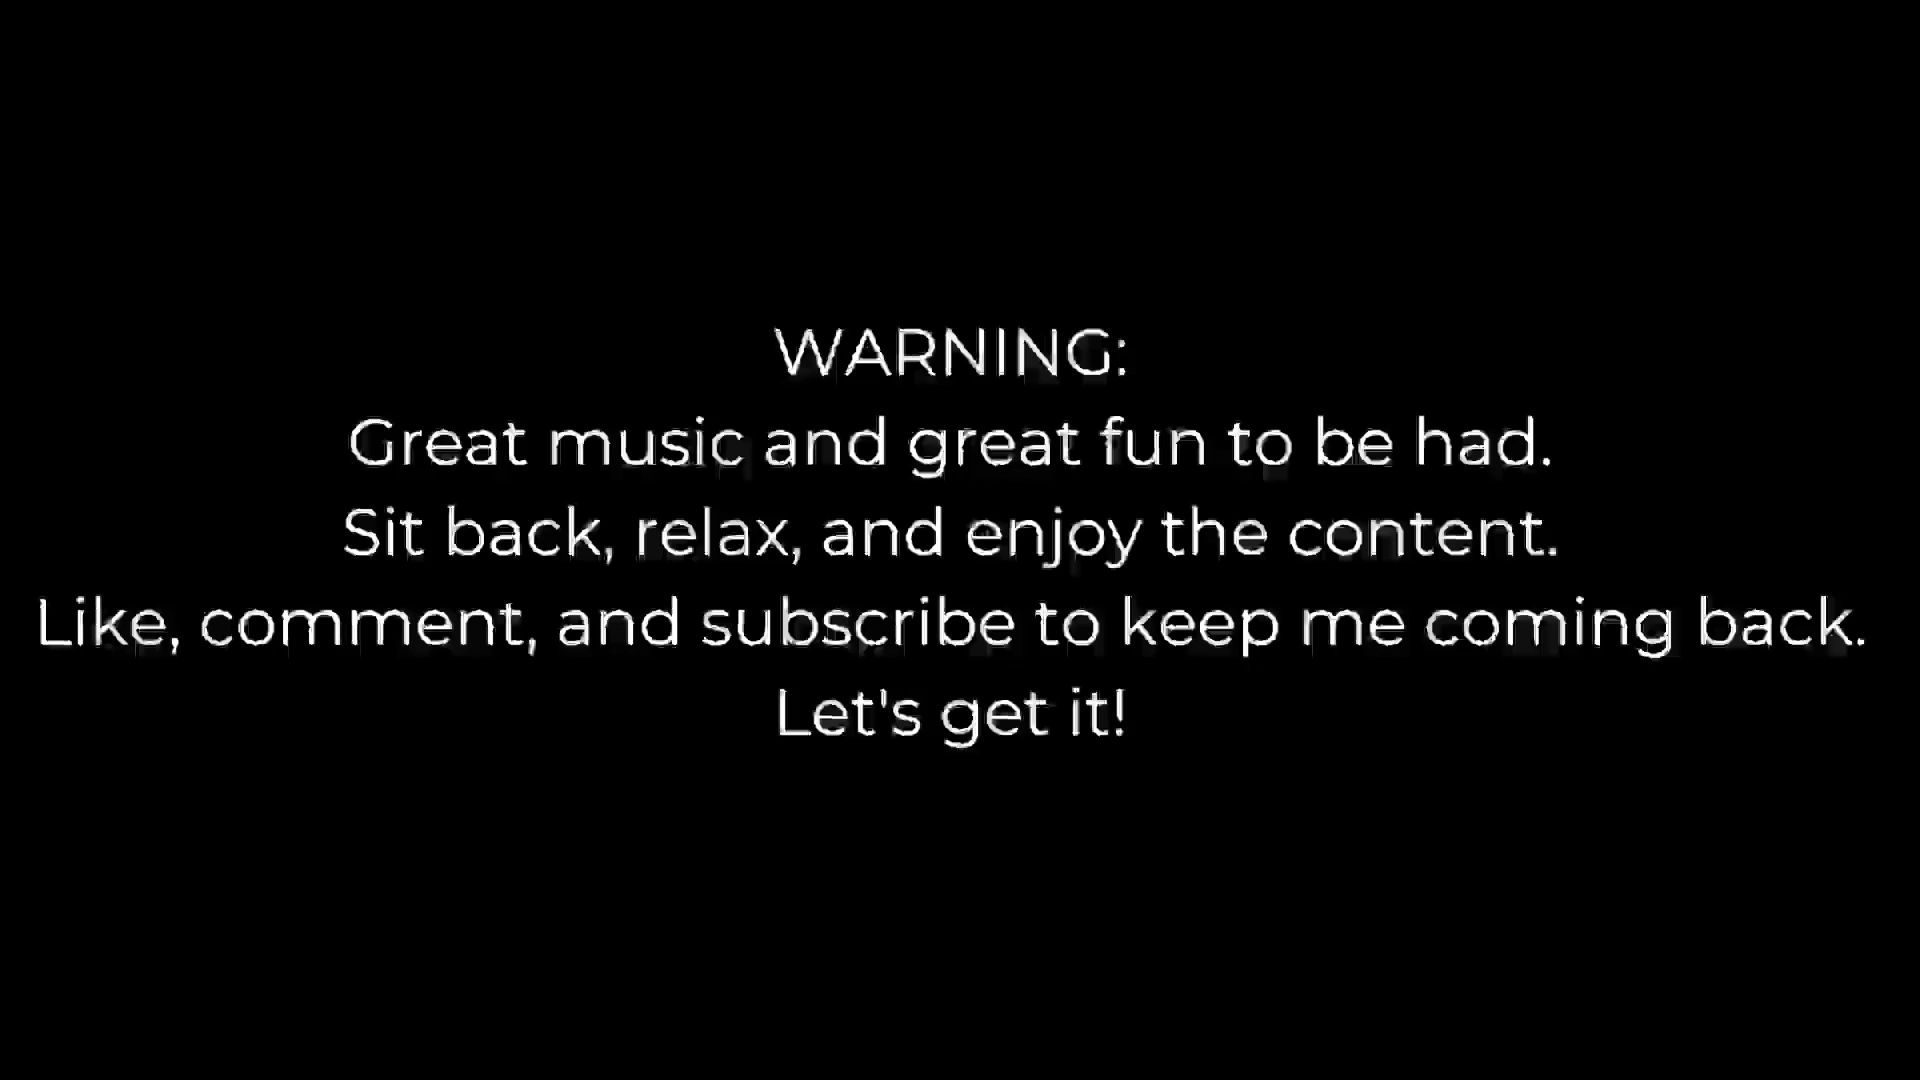 WARNING:
Great music and great fun to be had.
Sit back, relax, and enjoy the content.
Like, comment, and subscribe to keep me coming back.
Let's get it!